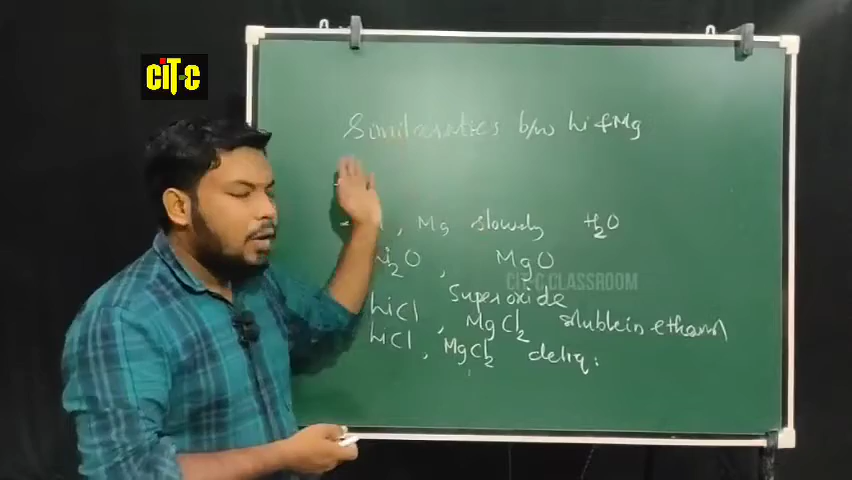 CiT-C
Similarities b/w Li & Mg
, Mg slowly H2O
Li2O , MgO
CIT-C CLASSROOM
Superoxide
LiCl , MgCl2 soluble in ethanol
LiCl , MgCl2 deliq.